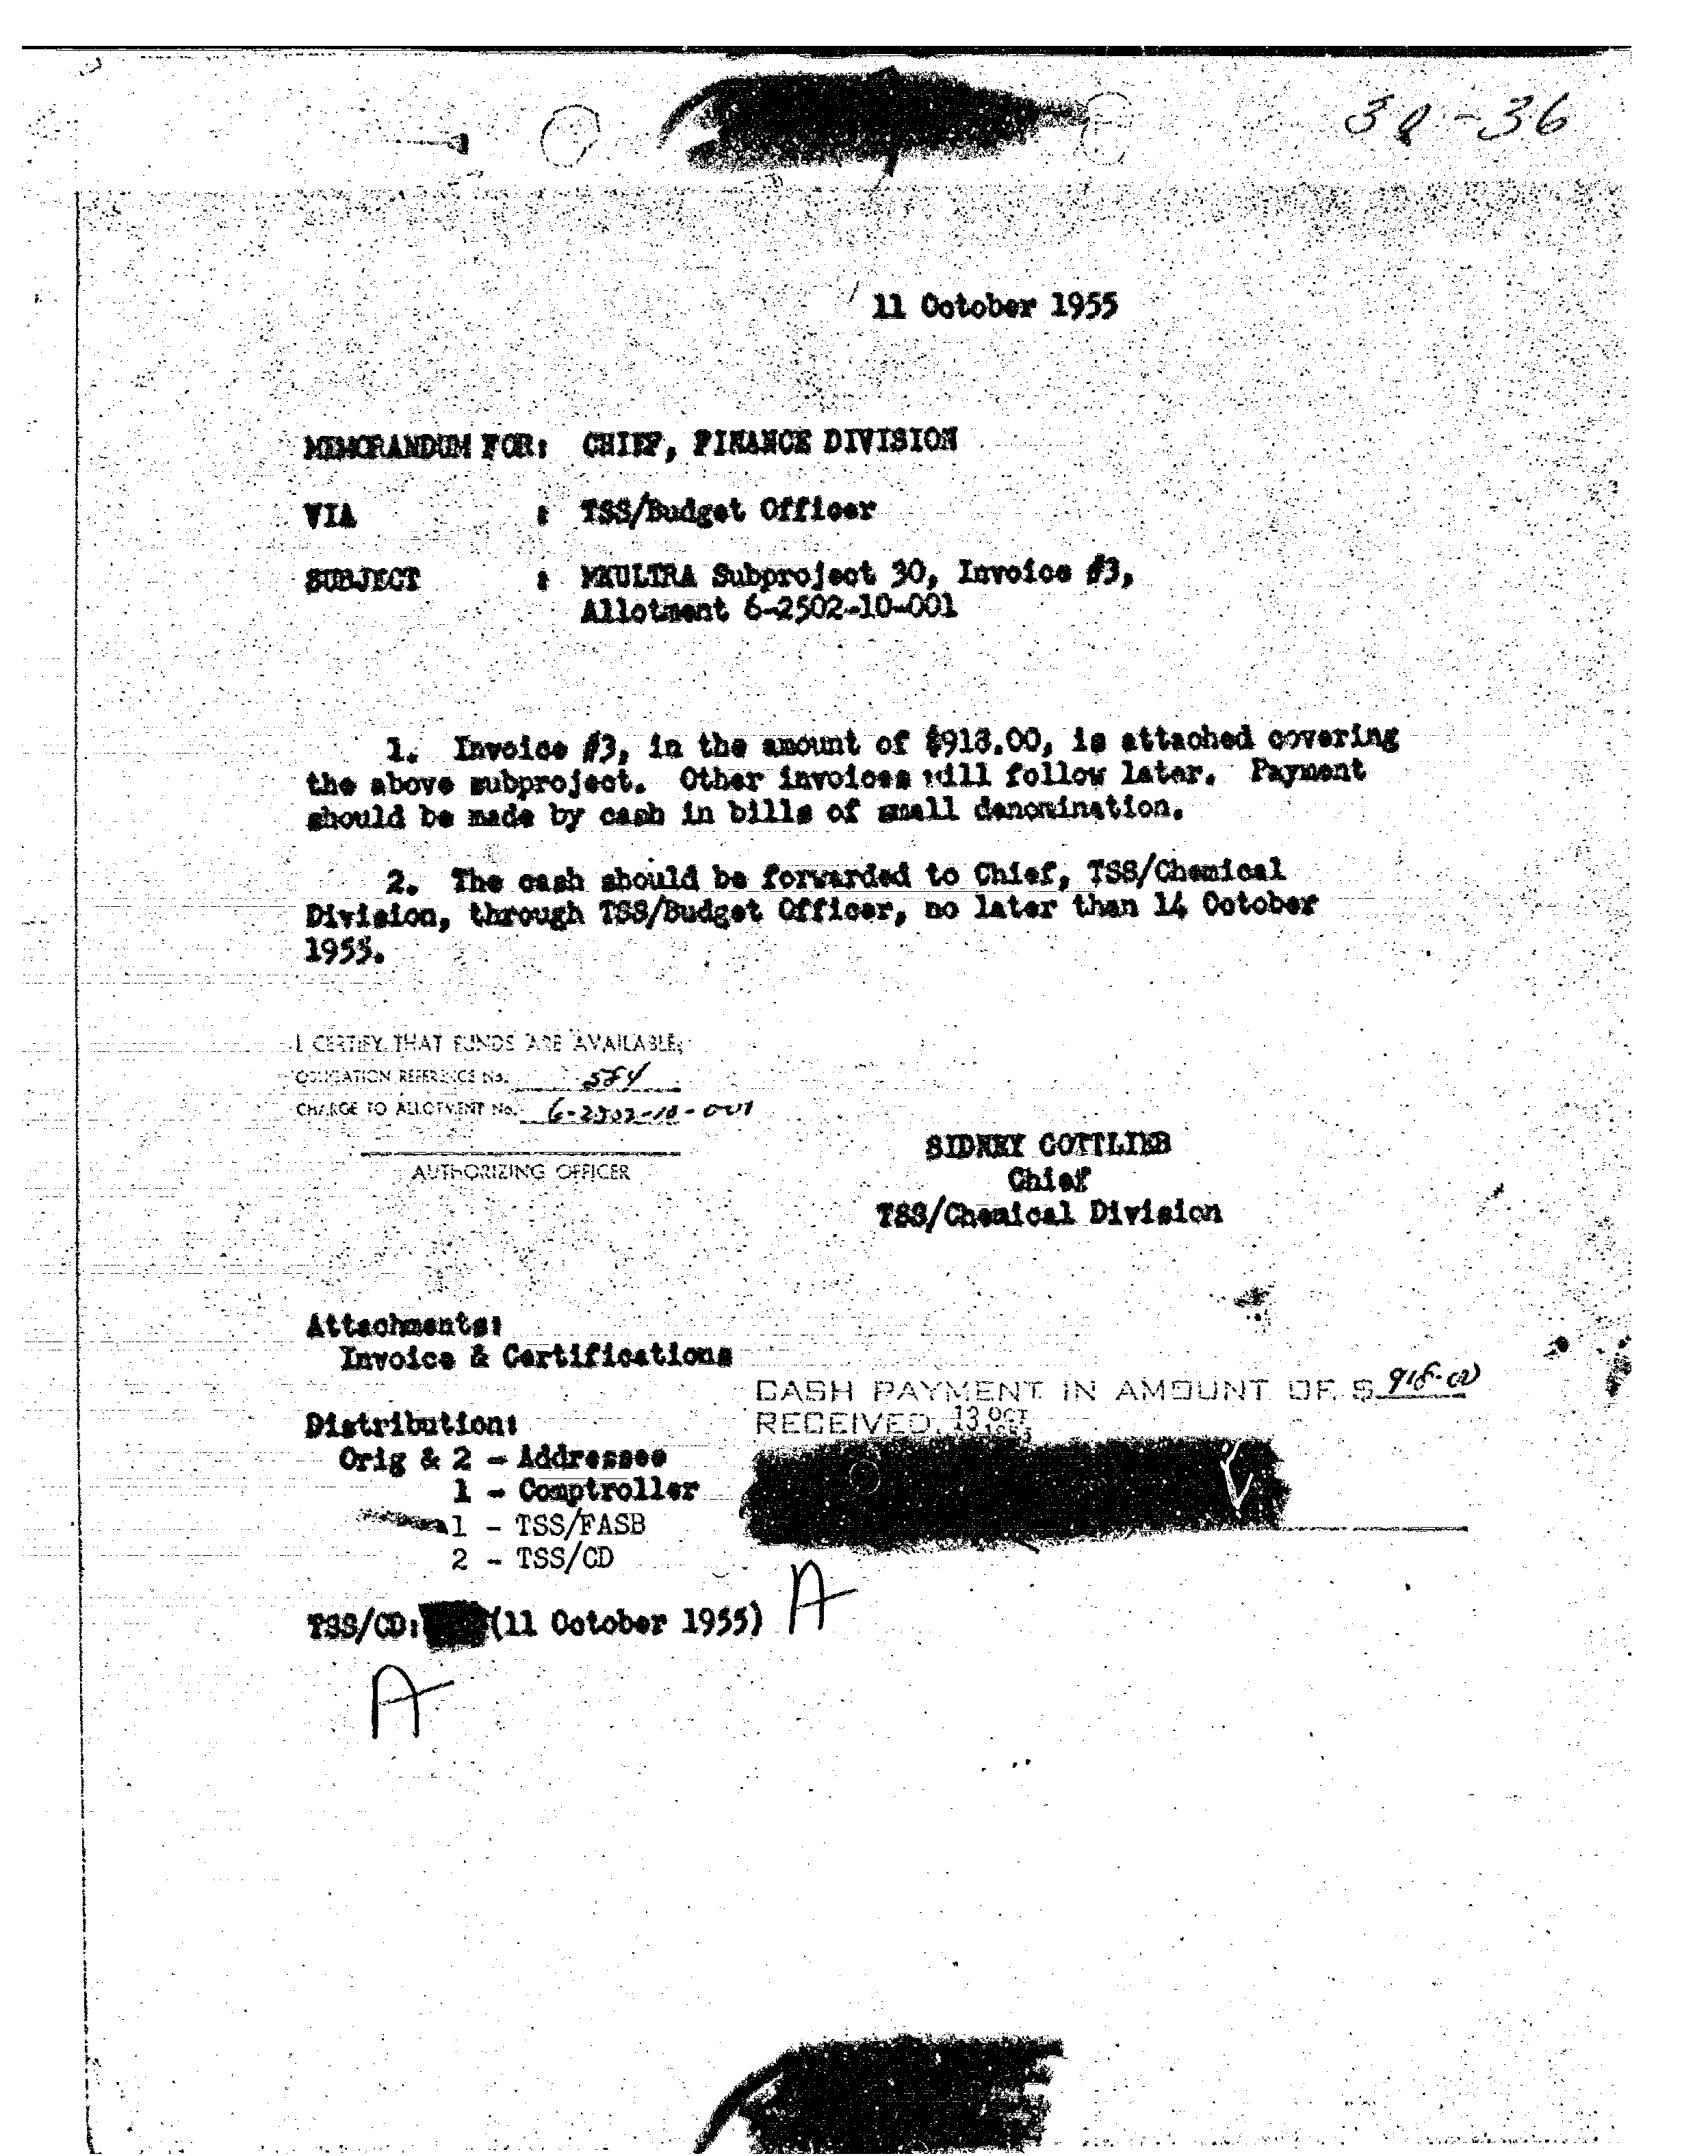 30-36
11 October 1955
MEMORANDUM FOR: CHIEF, FINANCE DIVISION
VIA : TSS/Budget Officer
SUBJECT : MKULTRA Subproject 30, Invoice #3,
Allotment 6-2502-10-001
1. Invoice #3, in the amount of $918.00, is attached covering
the above subproject. Other invoices will follow later. Payment
should be made by cash in bills of small denomination.
2. The cash should be forwarded to Chief, TSS/Chemical
Division, through TSS/Budget Officer, no later than 14 October
1955.
I CERTIFY THAT FUNDS ARE AVAILABLE:
OBLIGATION REFERENCE No. 584
CHARGE TO ALLOTMENT No. 6-2502-10-001
AUTHORIZING OFFICER
SIDNEY GOTTLIEB
Chief
TSS/Chemical Division
Attachments:
Invoice & Certifications
CASH PAYMENT IN AMOUNT OF $ 918.00
RECEIVED. 13 OCT
Distribution:
Orig & 2 - Addressee
1 - Comptroller
1 - TSS/FASB
2 - TSS/CD
TSS/CD: (11 October 1955)
A
A